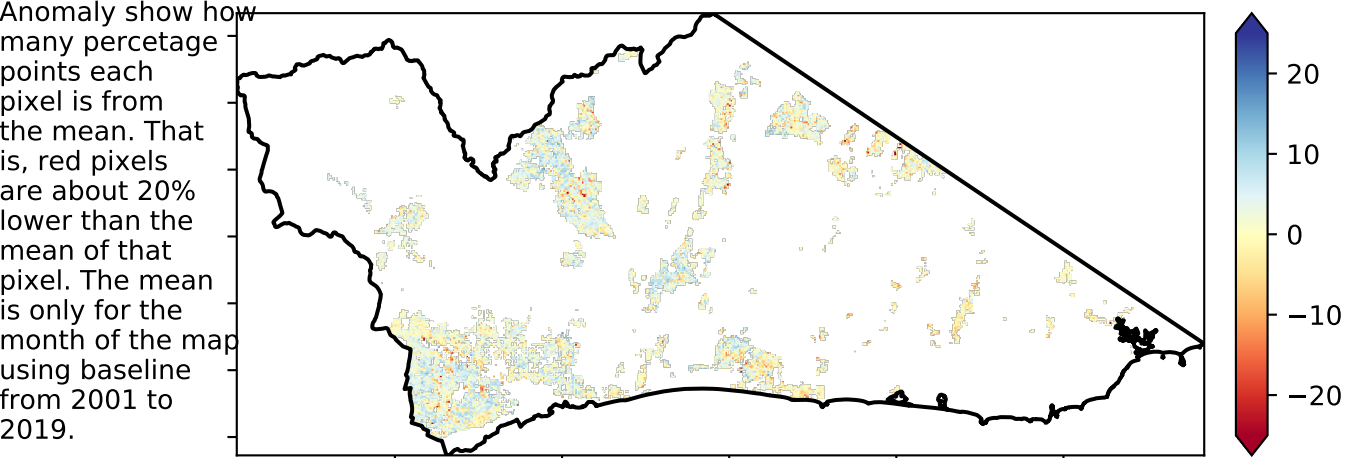 Anomaly show how
many percetage
points each
pixel is from
the mean. That
is, red pixels
are about 20%
lower than the
mean of that
pixel. The mean
is only for the
month of the map
using baseline
from 2001 to
2019.
20
10
0
−10
−20